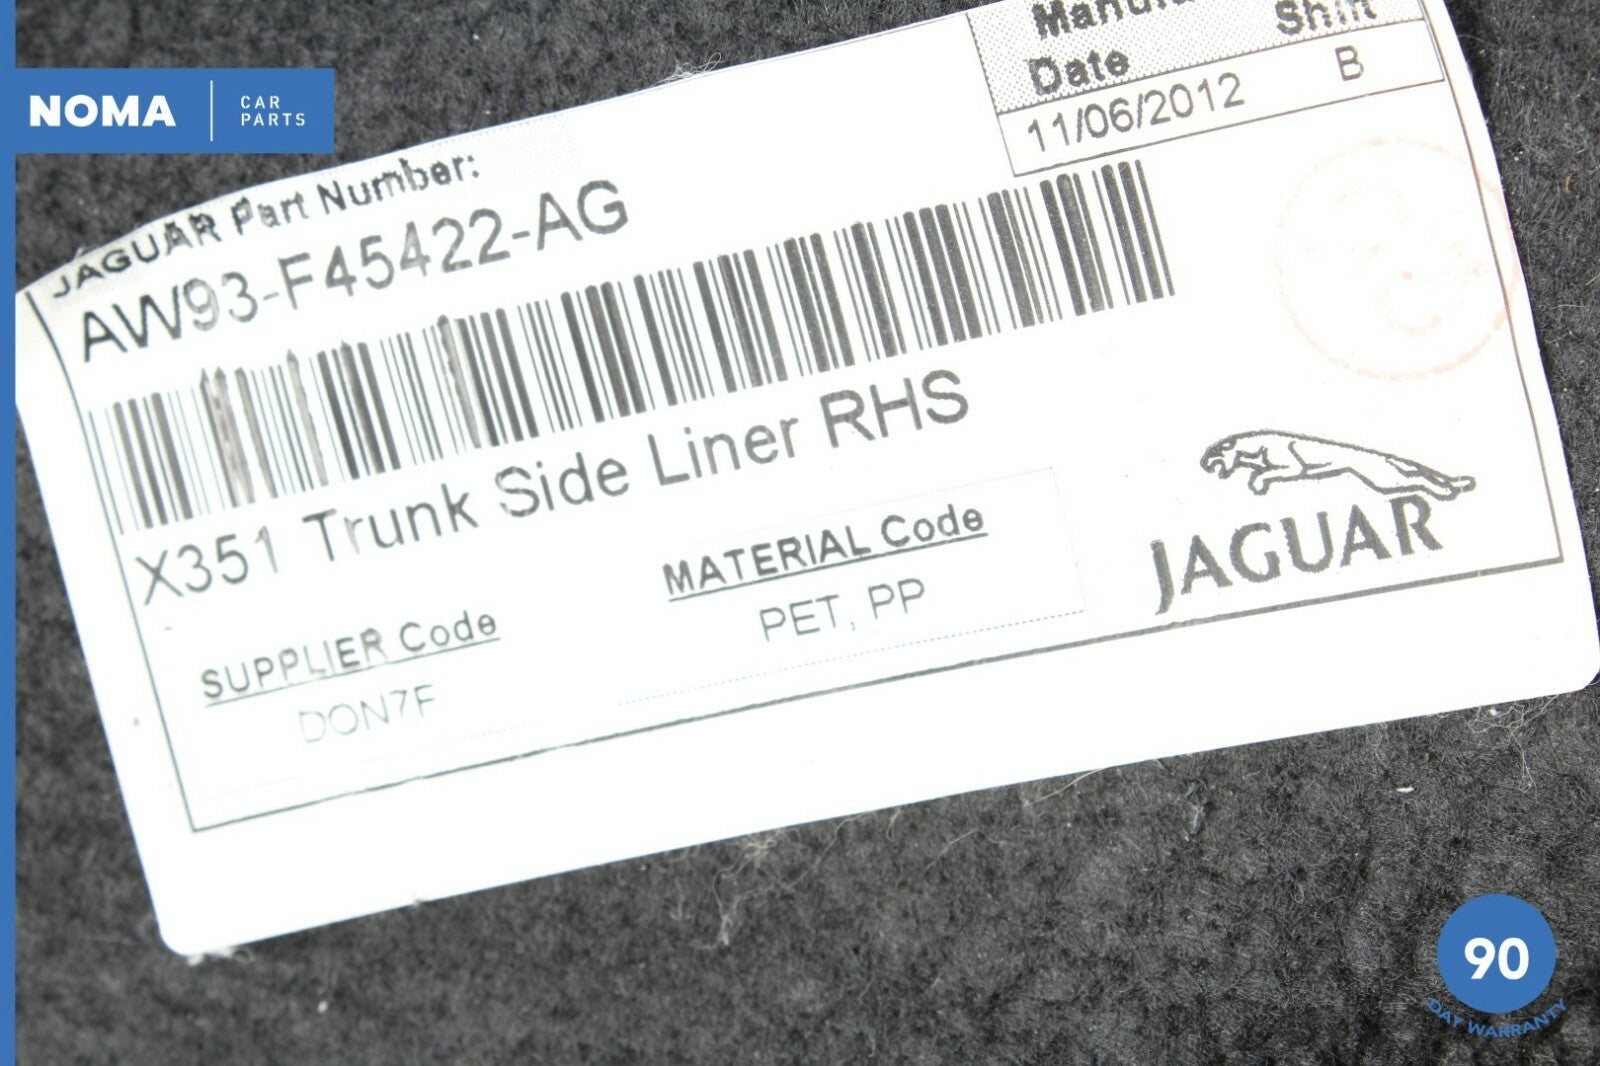 NOMA CAR
PARTS
Shift
Date
11/06/2012 B
JAGUAR Part Number:
AW93-F45422-AG
X351 Trunk Side Liner RHS
SUPPLIER Code
DON7F
MATERIAL Code
PET, PP
JAGUAR
90
DAY WARRANTY